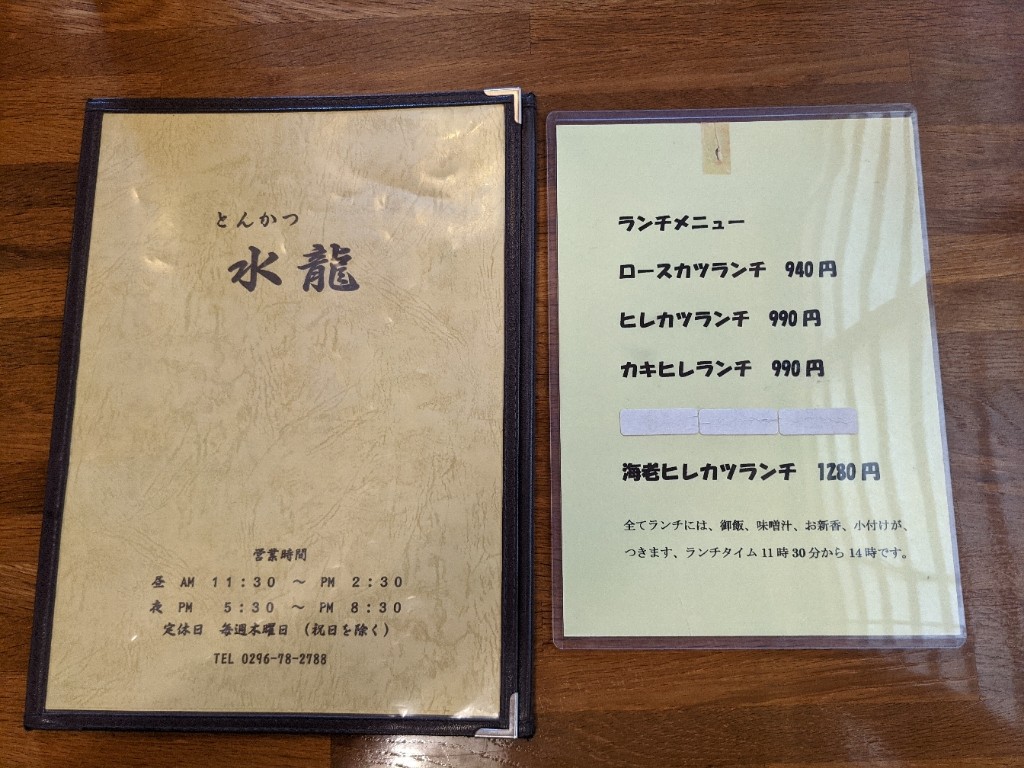 とんかつ
水龍
営業時間
昼 AM 11:30 ～ PM 2:30
夜 PM 5:30 ～ PM 8:30
定休日 毎週木曜日 (祝日を除く)
TEL 0296-78-2788
ランチメニュー
ロースカツランチ 940円
ヒレカツランチ 990円
カキヒレランチ 990円
海老ヒレカツランチ 1280円
全てランチには、御飯、味噌汁、お新香、小付けが、
つきます、ランチタイム11時30分から14時です。